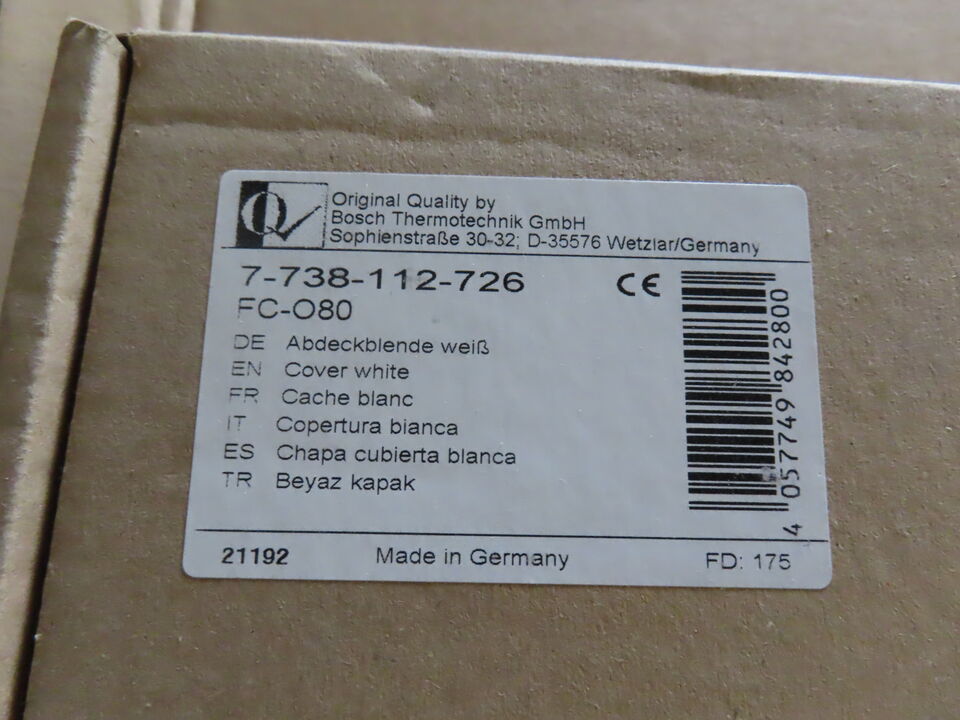 Q
Original Quality by
Bosch Thermotechnik GmbH
Sophienstraße 30-32; D-35576 Wetzlar/Germany
7-738-112-726
CE
FC-O80
DE Abdeckblende weiß
EN Cover white
FR Cache blanc
IT Copertura bianca
ES Chapa cubierta blanca
TR Beyaz kapak
4 057749 842800
21192 Made in Germany FD: 175